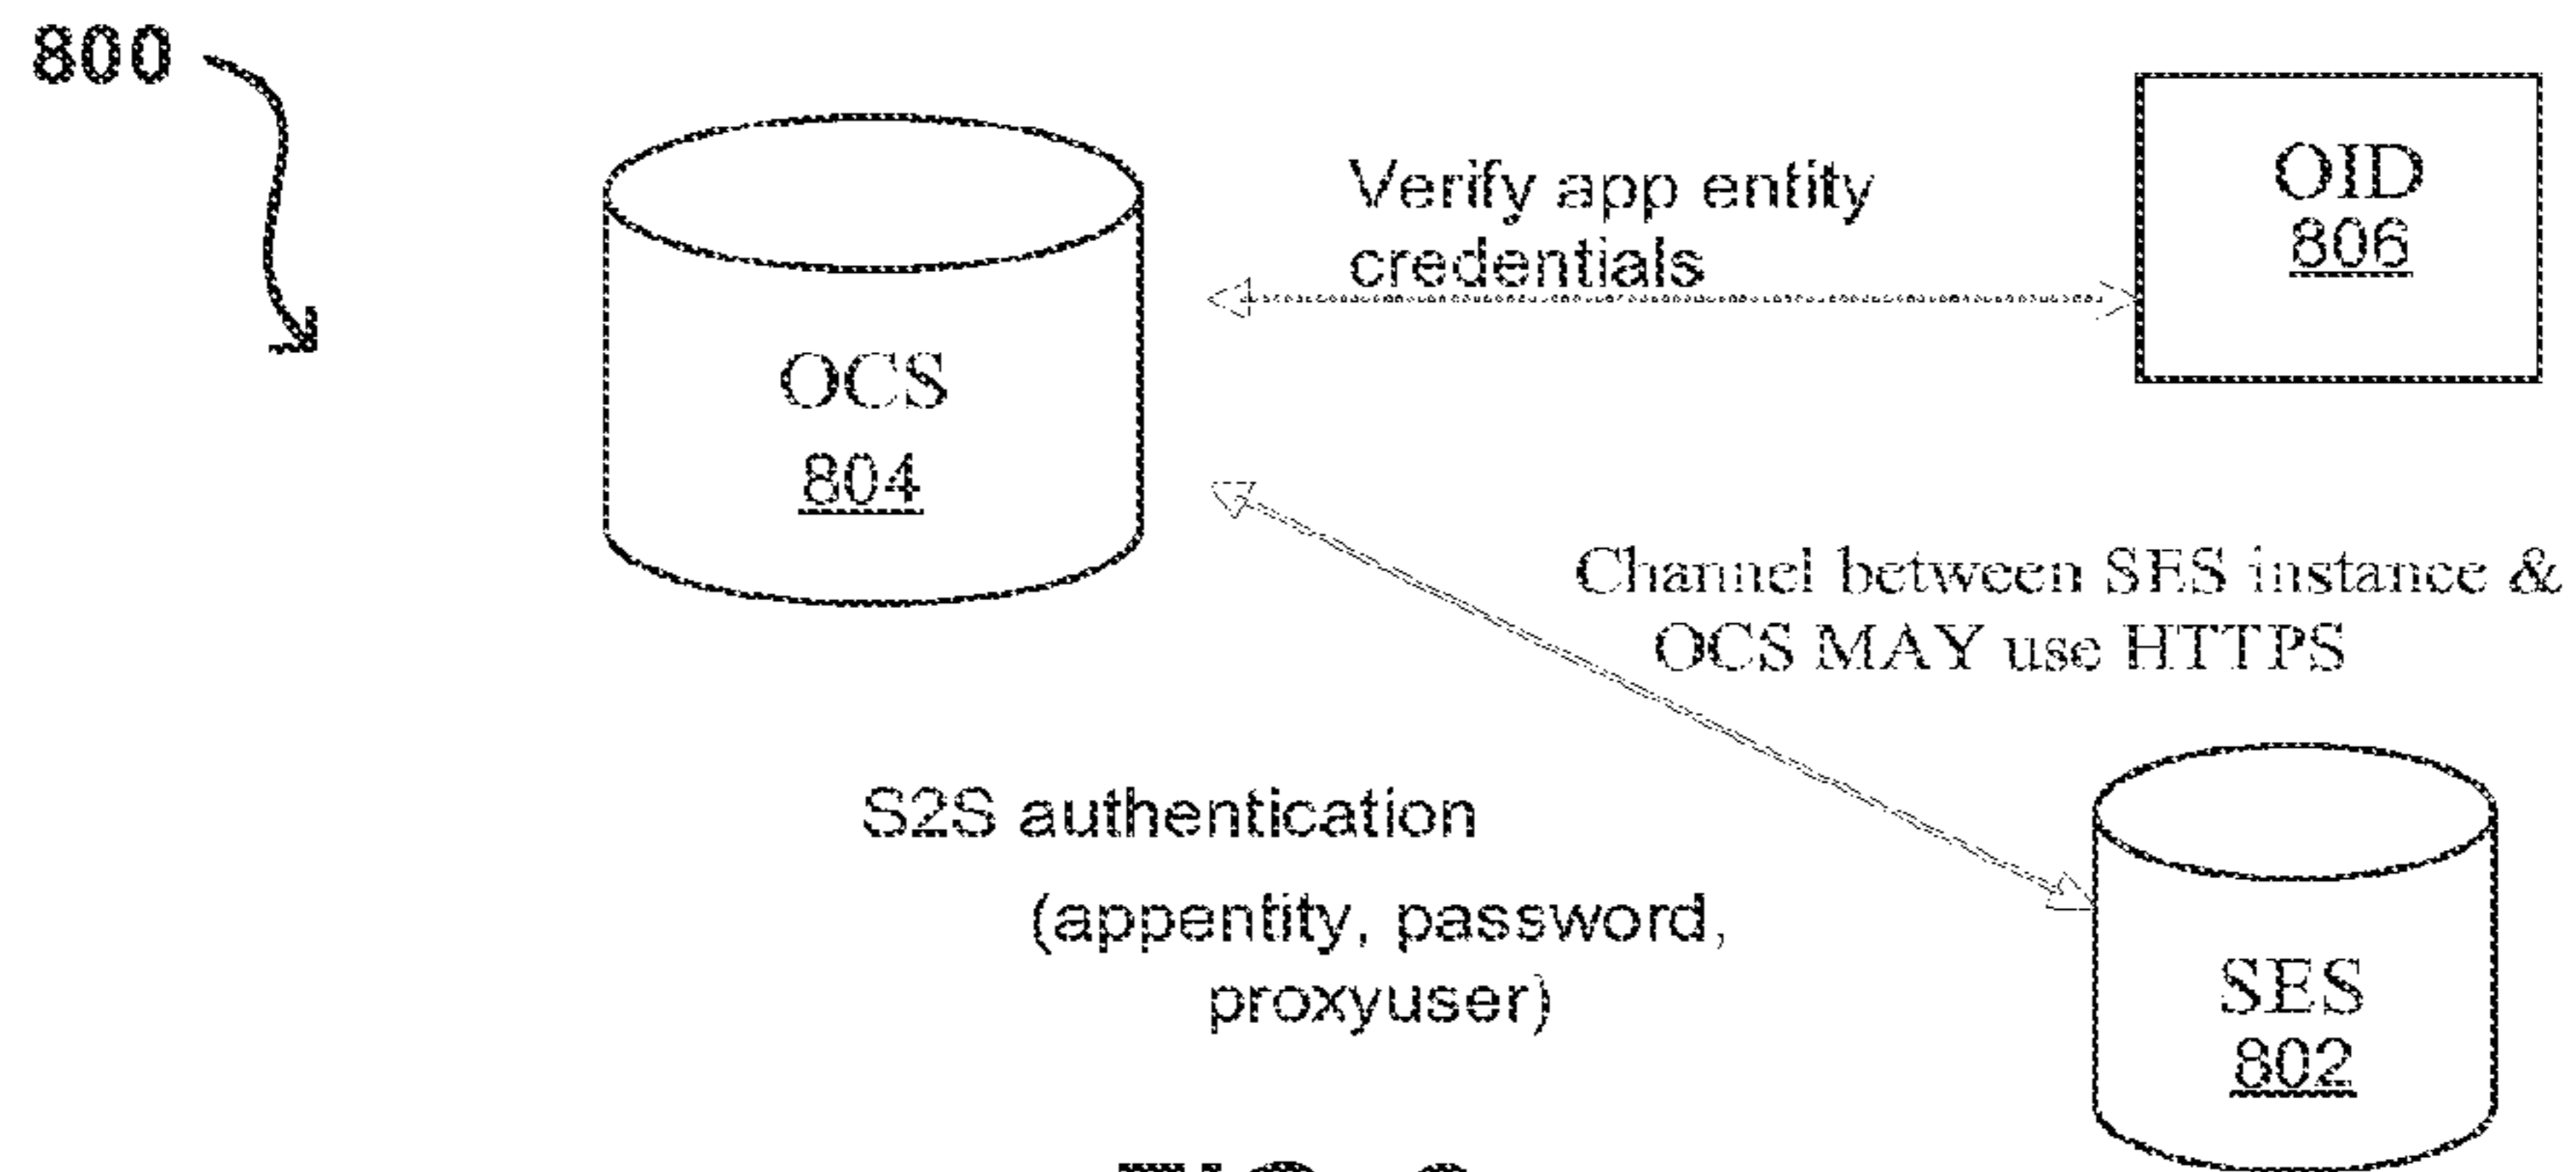 800
OID
806
Verify app entity
credentials
OCS
804
Channel between SES instance &
OCS MAY use HTTPS
S2S authentication
(appentity, password,
proxyuser)
SES
802